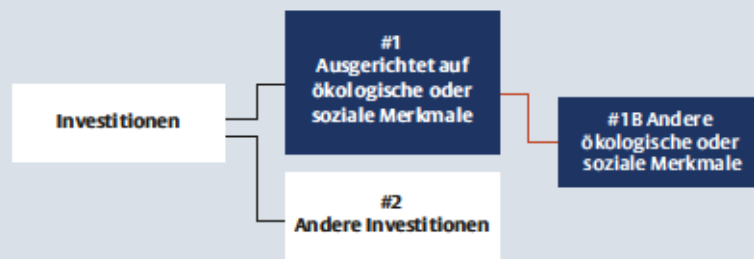 Investitionen
#1
Ausgerichtet auf
ökologische oder
soziale Merkmale
#1B Andere
ökologische oder
soziale Merkmale
#2
Andere Investitionen